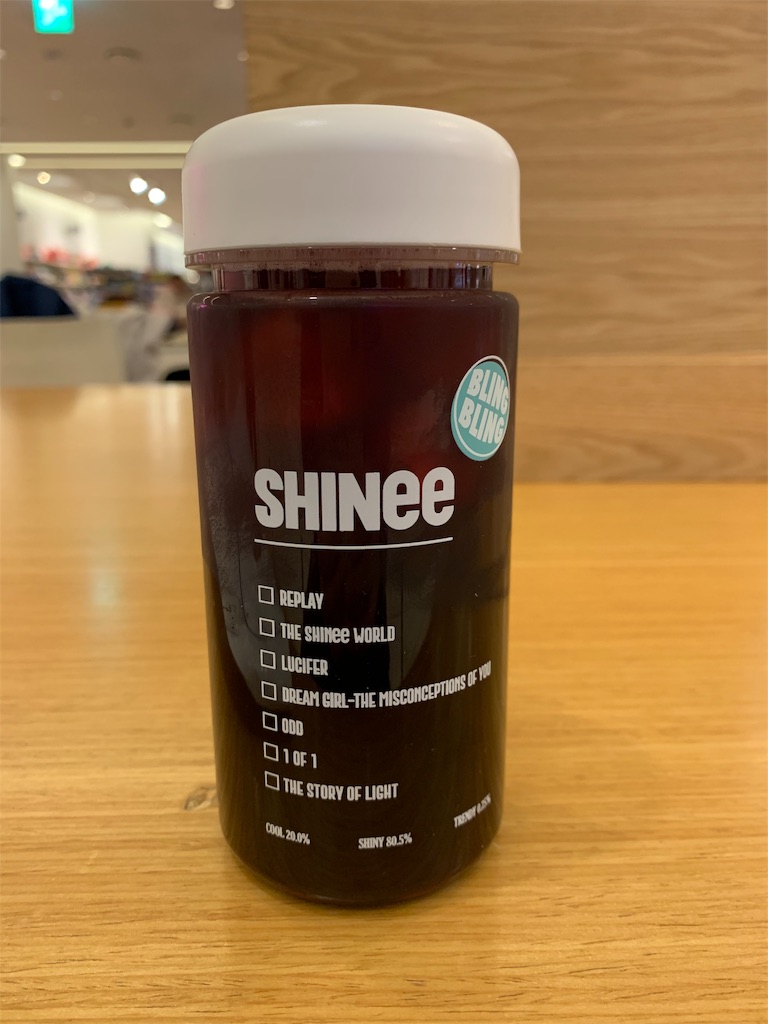 BLING
BLING
SHINee
REPLAY
THE SHINee WORLD
LUCIFER
DREAM GIRL-THE MISCONCEPTIONS OF YOU
ODD
1 OF 1
THE STORY OF LIGHT
COOL 20.0% SHINY 80.5% TRENDY